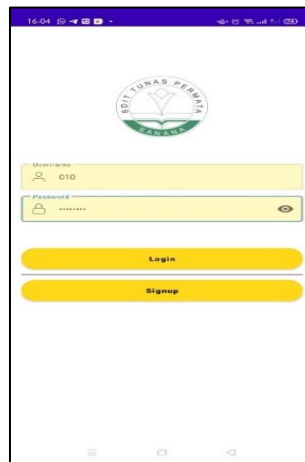 16.04
SDIT TUNAS PERMATA
SANANA
Username
010
Password
········
Login
Signup